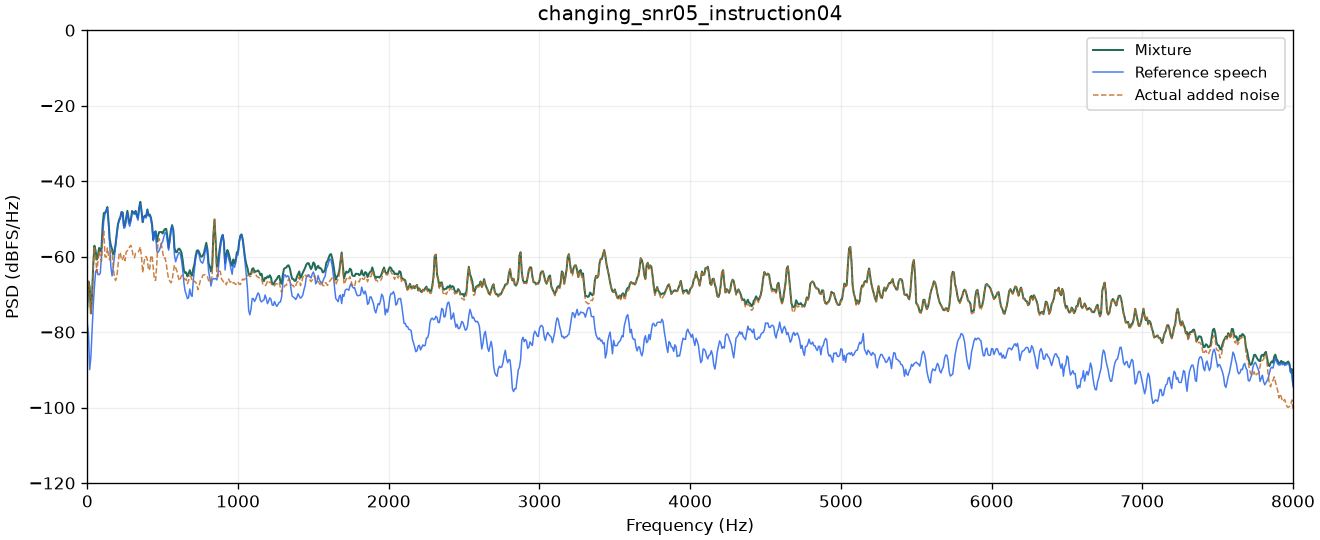 changing_snr05_instruction04
Mixture
Reference speech
Actual added noise
PSD (dBFS/Hz)
0
−20
−40
−60
−80
−100
−120
0 1000 2000 3000 4000 5000 6000 7000 8000
Frequency (Hz)